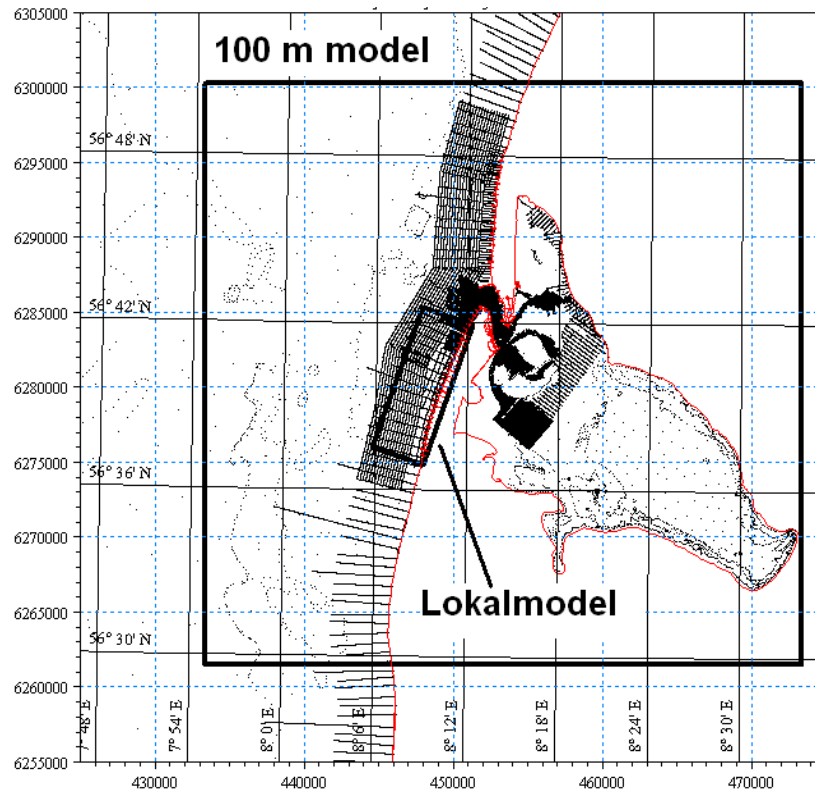 6305000
100 m model
6300000
56° 48' N
6295000
6290000
6285000
56° 42' N
6280000
6275000
56° 36' N
6270000
Lokalmodel
6265000
56° 30' N
6260000
7° 48' E
7° 54' E
8° 0' E
8° 6' E
8° 12' E
8° 18' E
8° 24' E
8° 30' E
6255000
430000
440000
450000
460000
470000